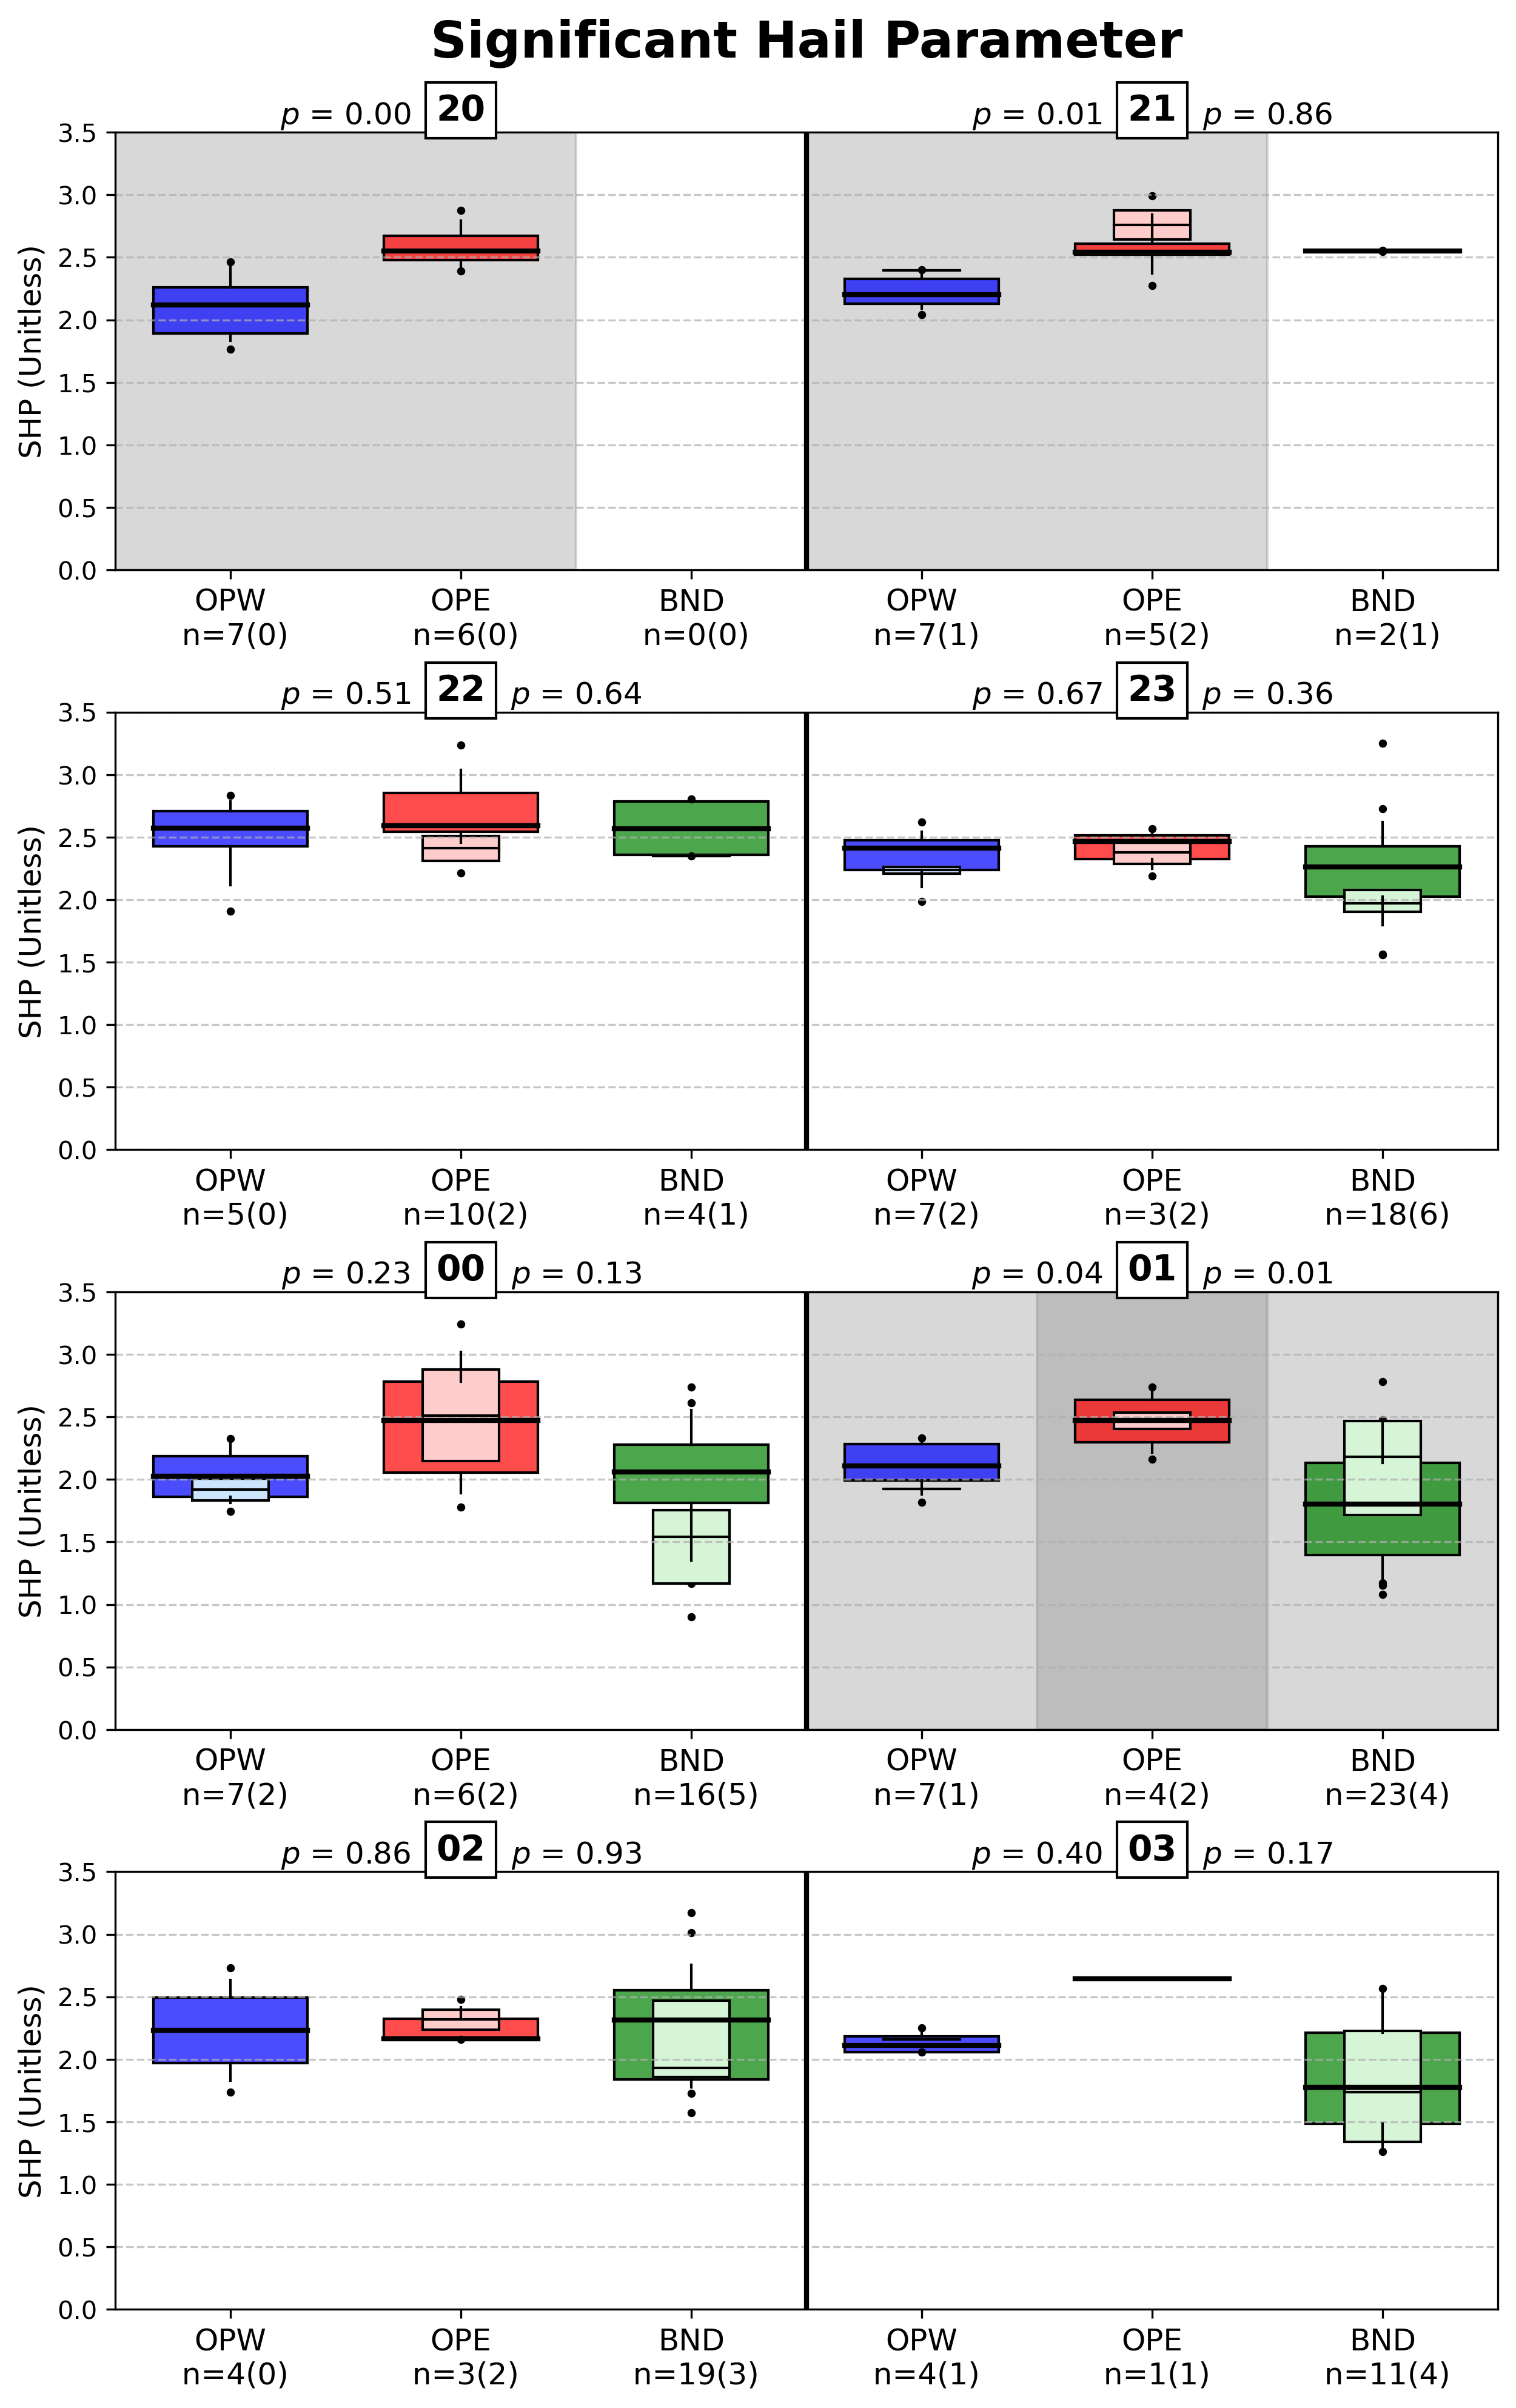 Significant Hail Parameter
p = 0.00 20 p = 0.01 21 p = 0.86
SHP (Unitless)
3.5
3.0
2.5
2.0
1.5
1.0
0.5
0.0
OPW OPE BND OPW OPE BND
n=7(0) n=6(0) n=0(0) n=7(1) n=5(2) n=2(1)
p = 0.51 22 p = 0.64 p = 0.67 23 p = 0.36
SHP (Unitless)
3.5
3.0
2.5
2.0
1.5
1.0
0.5
0.0
OPW OPE BND OPW OPE BND
n=5(0) n=10(2) n=4(1) n=7(2) n=3(2) n=18(6)
p = 0.23 00 p = 0.13 p = 0.04 01 p = 0.01
SHP (Unitless)
3.5
3.0
2.5
2.0
1.5
1.0
0.5
0.0
OPW OPE BND OPW OPE BND
n=7(2) n=6(2) n=16(5) n=7(1) n=4(2) n=23(4)
p = 0.86 02 p = 0.93 p = 0.40 03 p = 0.17
SHP (Unitless)
3.5
3.0
2.5
2.0
1.5
1.0
0.5
0.0
OPW OPE BND OPW OPE BND
n=4(0) n=3(2) n=19(3) n=4(1) n=1(1) n=11(4)